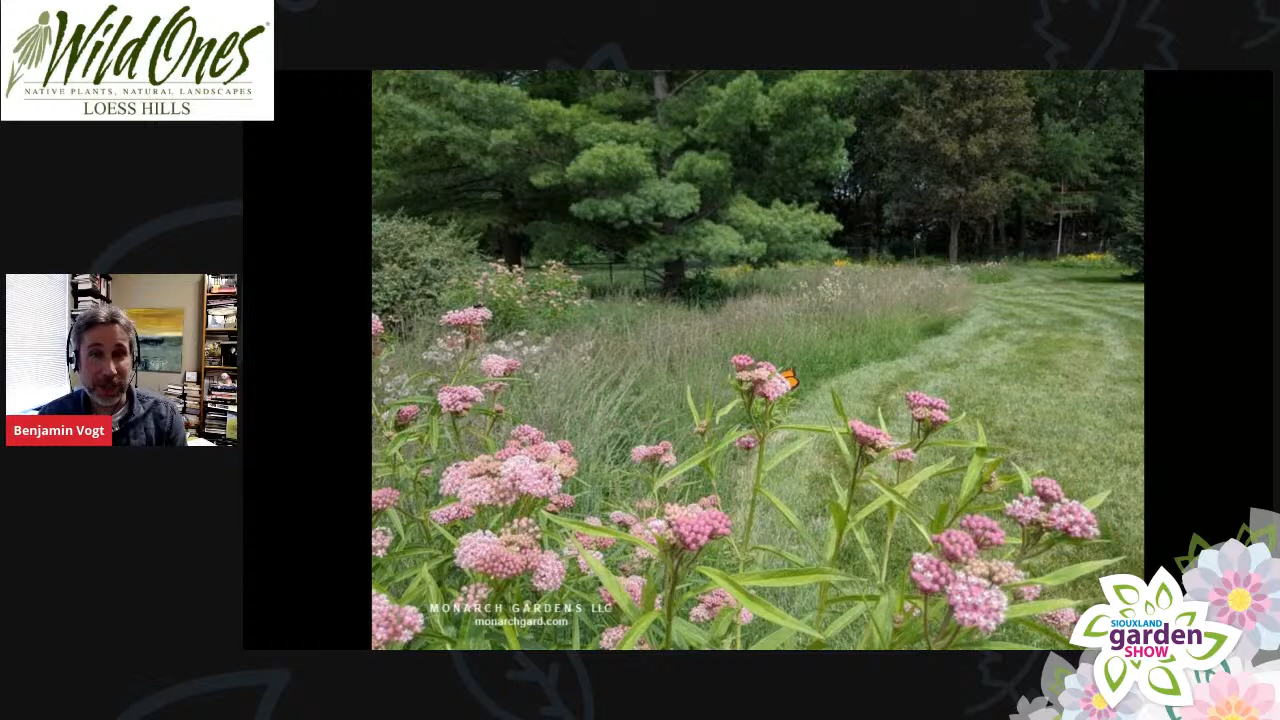 Wild Ones
NATIVE PLANTS, NATURAL LANDSCAPES
LOESS HILLS
Benjamin Vogt
MONARCH GARDENS LLC
monarchgard.com
SIOUXLAND
garden
SHOW